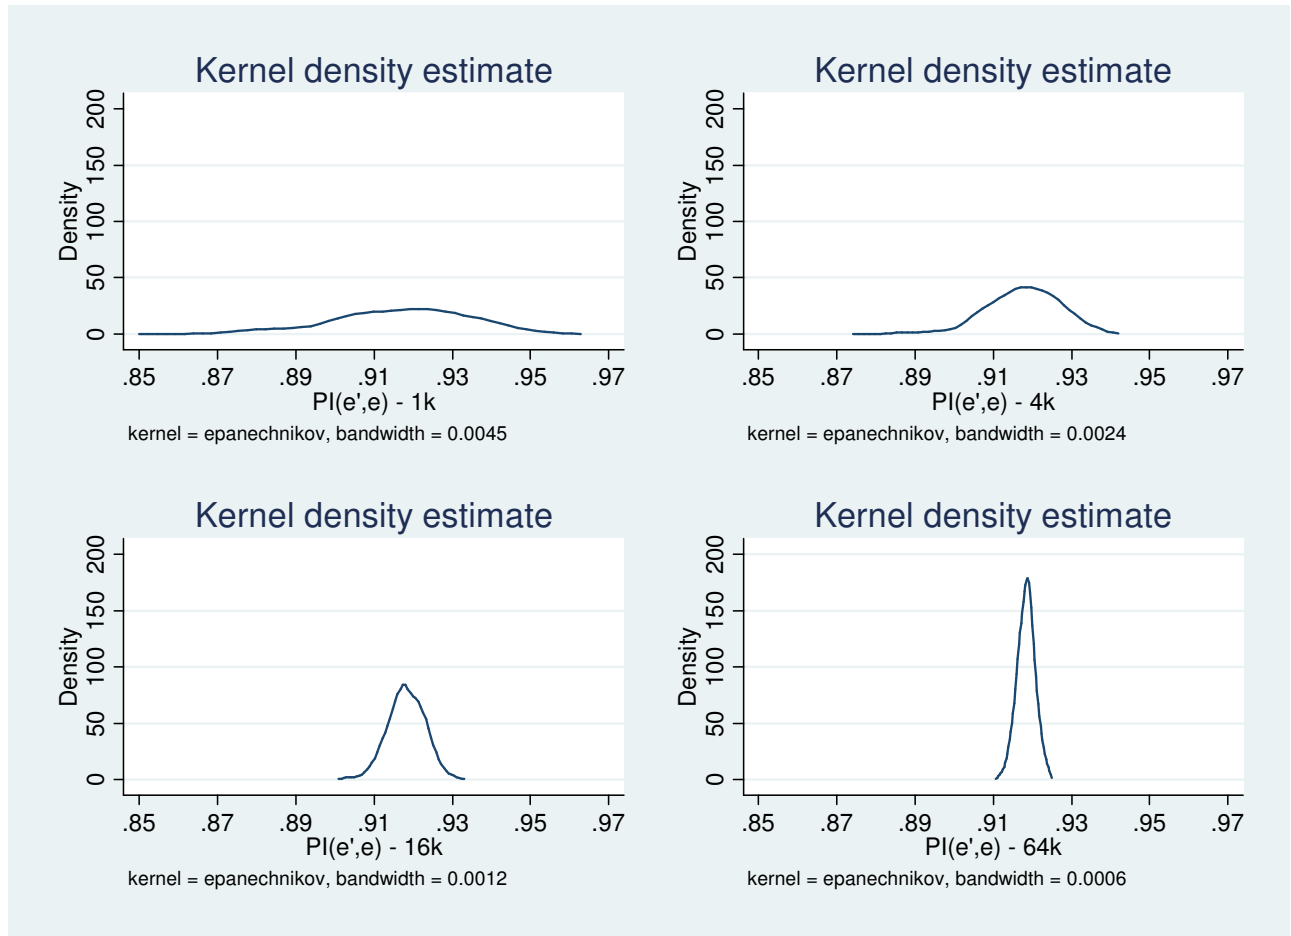 Kernel density estimate
200
150
100
50
0
Density
.85 .87 .89 .91 .93 .95 .97
PI(e',e) - 1k
kernel = epanechnikov, bandwidth = 0.0045
Kernel density estimate
200
150
100
50
0
Density
.85 .87 .89 .91 .93 .95 .97
PI(e',e) - 4k
kernel = epanechnikov, bandwidth = 0.0024
Kernel density estimate
200
150
100
50
0
Density
.85 .87 .89 .91 .93 .95 .97
PI(e',e) - 16k
kernel = epanechnikov, bandwidth = 0.0012
Kernel density estimate
200
150
100
50
0
Density
.85 .87 .89 .91 .93 .95 .97
PI(e',e) - 64k
kernel = epanechnikov, bandwidth = 0.0006